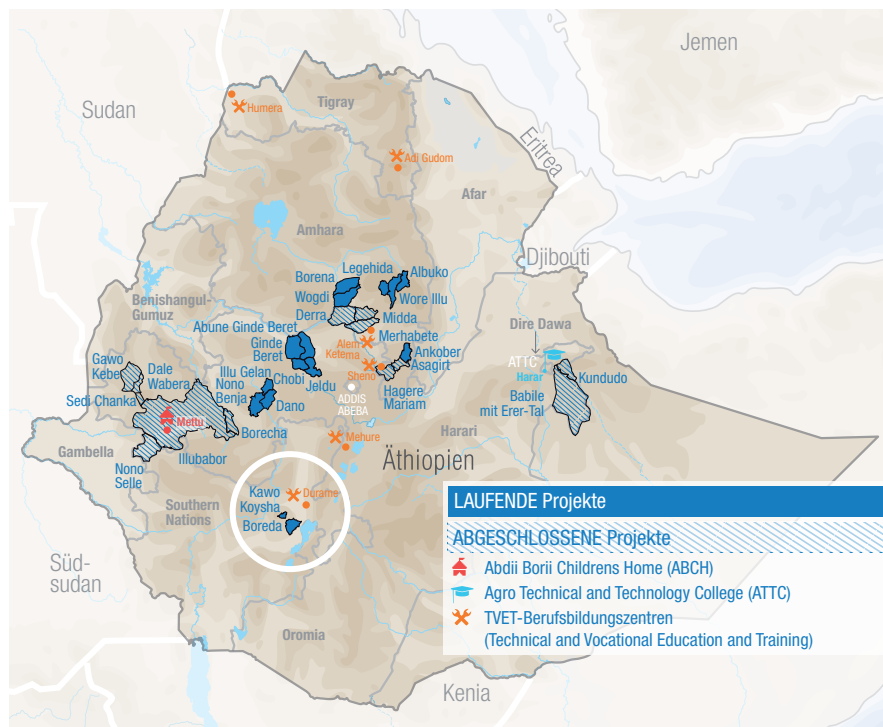 Jemen
Sudan
Tigray
Humera
Eritrea
Adi Gudom
Afar
Amhara
Djibouti
Legehida
Albuko
Borena
Wogdi
Wore Illu
Benishangul-
Gumuz
Derra
Midda
Abune Ginde Beret
Merhabete
Dire Dawa
Ginde
Beret
Alem
Ketema
Ankober
Asagirt
Gawo
Kebe
Dale
Wabera
Illu Gelan
Chobi
Sheno
ATTC
Harar
Kundudo
Nono
Benja
Jeldu
Sedi Chanka
Dano
ADDIS
ABEBA
Hagere
Mariam
Babile
mit Erer-Tal
Mettu
Borecha
Mehure
Harari
Gambella
Illubabor
Äthiopien
Nono
Selle
Southern
Nations
Kawo
Koysha
Durame
Boreda
Süd-
sudan
Oromia
Kenia
LAUFENDE Projekte
ABGESCHLOSSENE Projekte
Abdii Borii Childrens Home (ABCH)
Agro Technical and Technology College (ATTC)
TVET-Berufsbildungszentren
(Technical and Vocational Education and Training)